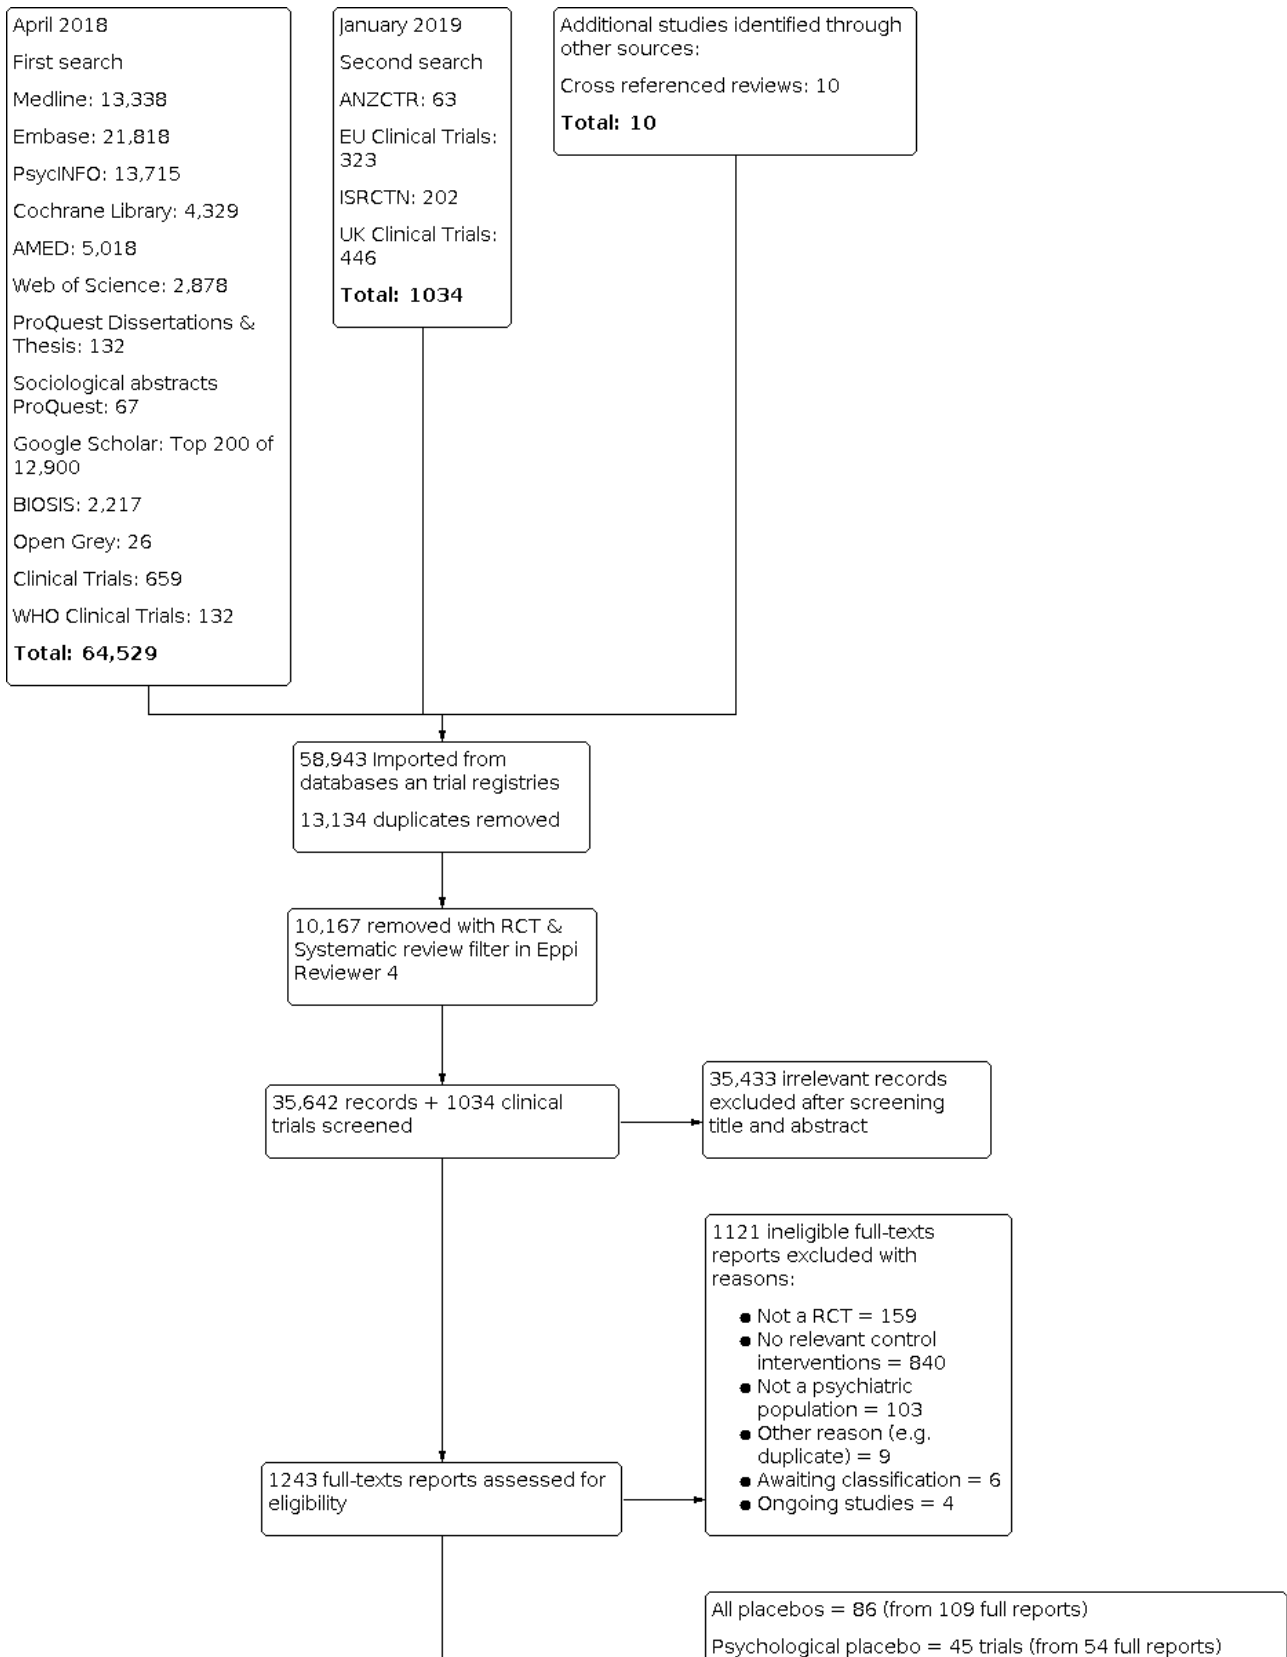 April 2018
First search
Medline: 13,338
Embase: 21,818
PsycINFO: 13,715
Cochrane Library: 4,329
AMED: 5,018
Web of Science: 2,878
ProQuest Dissertations &
Thesis: 132
Sociological abstracts
ProQuest: 67
Google Scholar: Top 200 of
12,900
BIOSIS: 2,217
Open Grey: 26
Clinical Trials: 659
WHO Clinical Trials: 132
Total: 64,529
January 2019
Second search
ANZCTR: 63
EU Clinical Trials:
323
ISRCTN: 202
UK Clinical Trials:
446
Total: 1034
Additional studies identified through
other sources:
Cross referenced reviews: 10
Total: 10
58,943 Imported from
databases an trial registries
13,134 duplicates removed
10,167 removed with RCT &
Systematic review filter in Eppi
Reviewer 4
35,642 records + 1034 clinical
trials screened
35,433 irrelevant records
excluded after screening
title and abstract
1121 ineligible full-texts
reports excluded with
reasons:
● Not a RCT = 159
● No relevant control
interventions = 840
● Not a psychiatric
population = 103
● Other reason (e.g.
duplicate) = 9
● Awaiting classification = 6
● Ongoing studies = 4
1243 full-texts reports assessed for
eligibility
All placebos = 86 (from 109 full reports)
Psychological placebo = 45 trials (from 54 full reports)